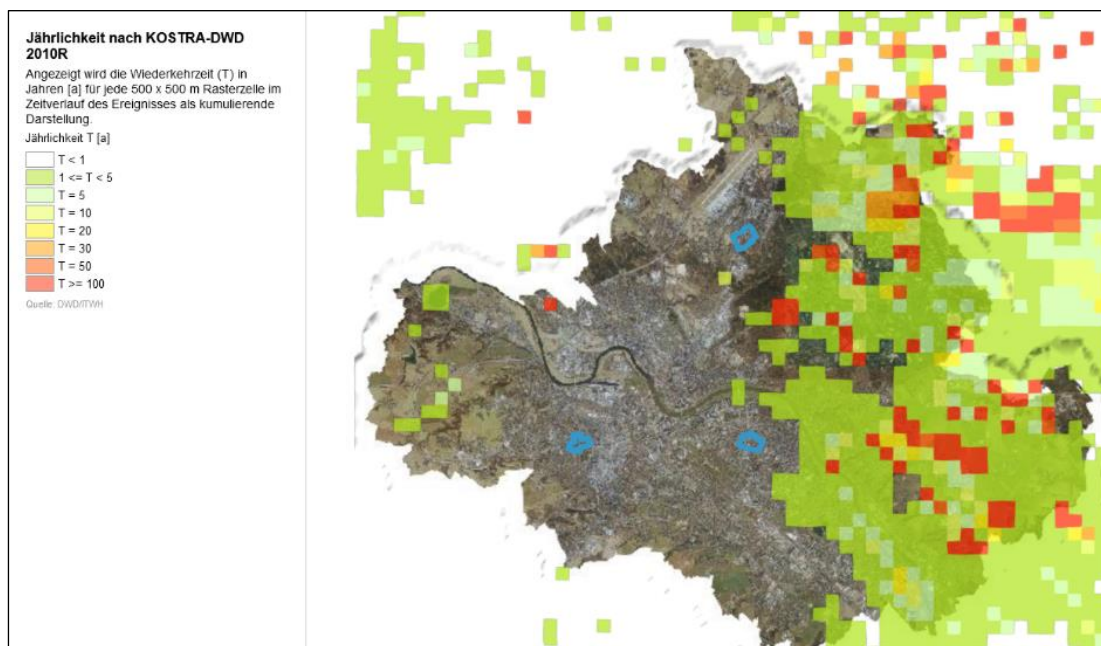 Jährlichkeit nach KOSTRA-DWD
2010R
Angezeigt wird die Wiederkehrzeit (T) in
Jahren [a] für jede 500 x 500 m Rasterzelle im
Zeitverlauf des Ereignisses als kumulierende
Darstellung.
Jährlichkeit T [a]
T < 1
1 <= T < 5
T = 5
T = 10
T = 20
T = 30
T = 50
T >= 100
Quelle: DWD/ITWH